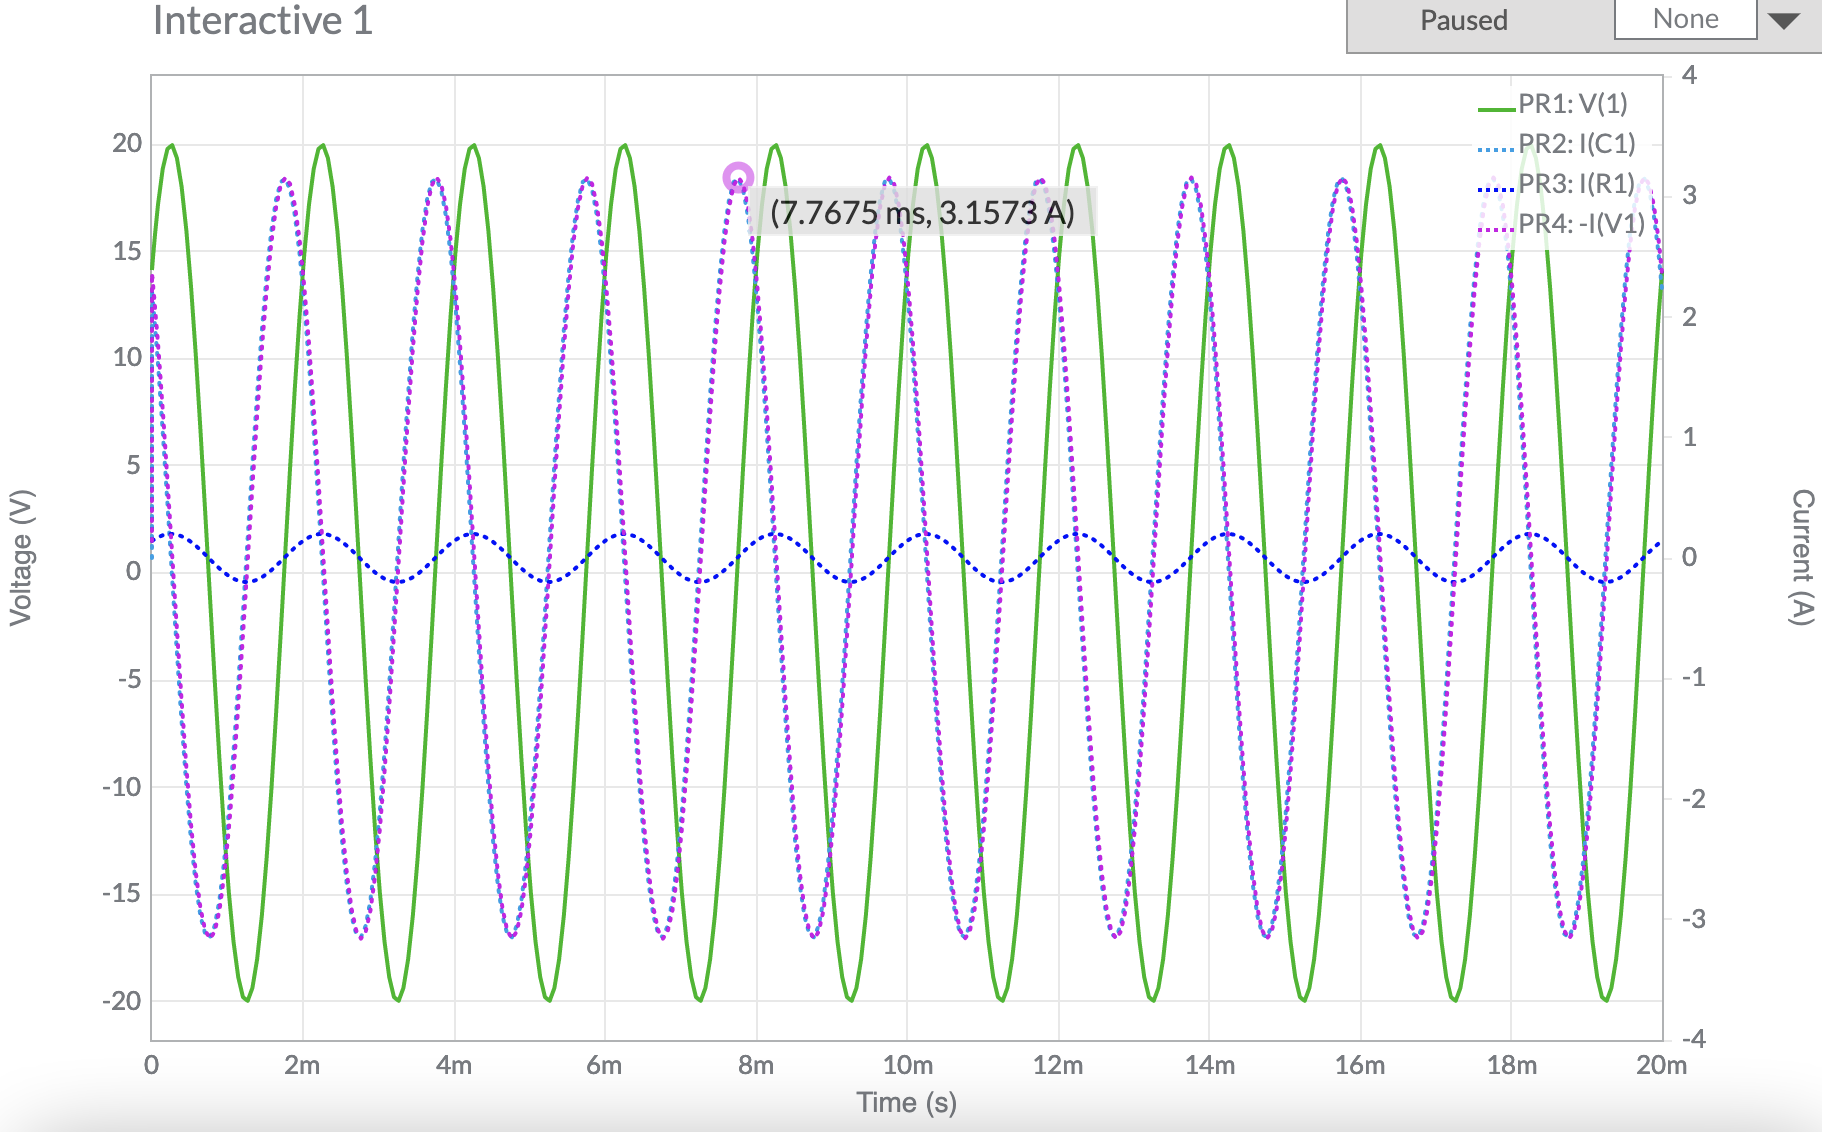 Interactive 1
Paused
None
PR1: V(1)
PR2: I(C1)
PR3: I(R1)
PR4: -I(V1)
(7.7675 ms, 3.1573 A)
Voltage (V)
20
15
10
5
0
-5
-10
-15
-20
Current (A)
4
3
2
1
0
-1
-2
-3
-4
0 2m 4m 6m 8m 10m 12m 14m 16m 18m 20m
Time (s)